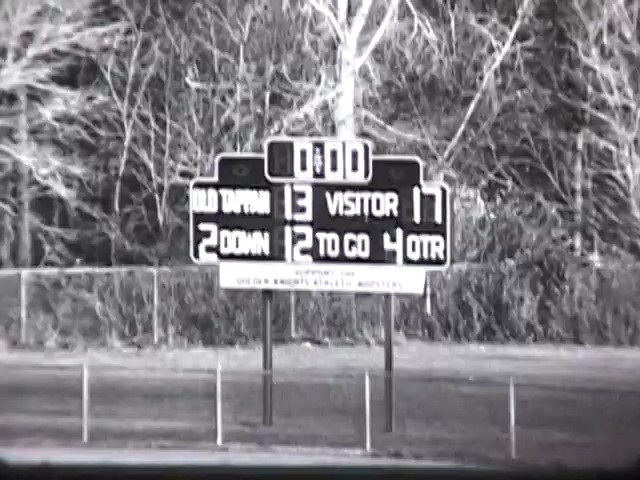 0:00
OLD TAPPAN 13 VISITOR 17
2 DOWN 12 TO GO 4 QTR
SUPPORT THE
GOLDEN KNIGHTS ATHLETIC BOOSTERS